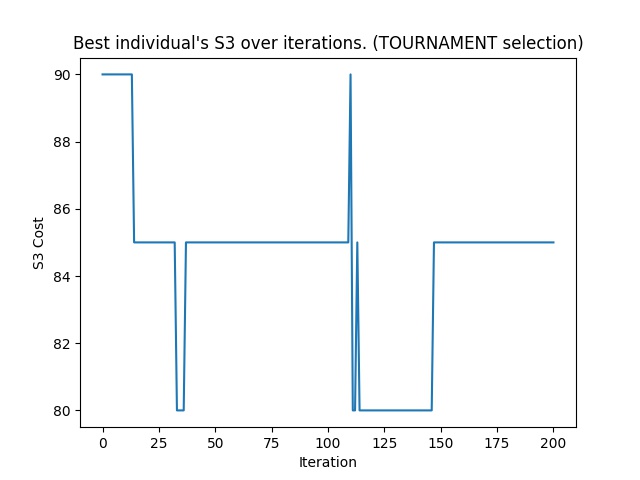 Best individual's S3 over iterations. (TOURNAMENT selection)
90
88
86
84
82
80
S3 Cost
0 25 50 75 100 125 150 175 200
Iteration